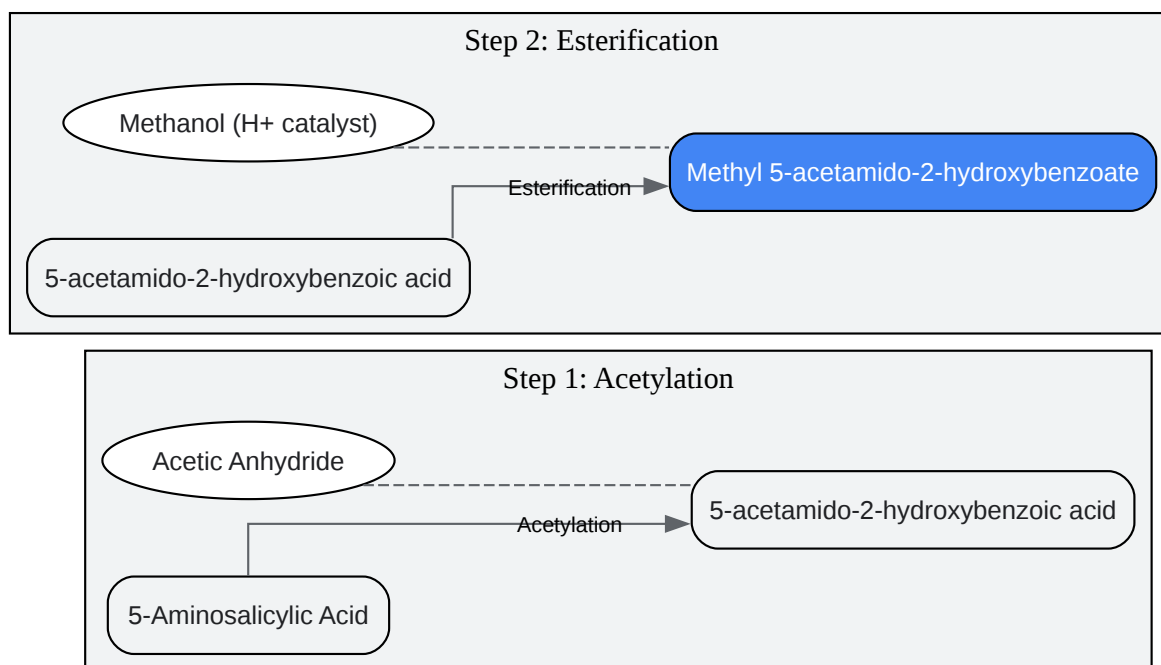 Step 2: Esterification
Methanol (H+ catalyst)
Methyl 5-acetamido-2-hydroxybenzoate
Esterification
5-acetamido-2-hydroxybenzoic acid
Step 1: Acetylation
Acetic Anhydride
5-acetamido-2-hydroxybenzoic acid
Acetylation
5-Aminosalicylic Acid